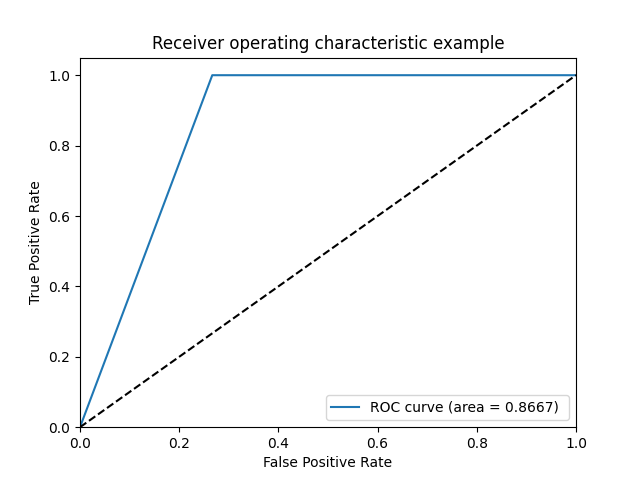 Receiver operating characteristic example
True Positive Rate
1.0
0.8
0.6
0.4
0.2
0.0
ROC curve (area = 0.8667)
0.0 0.2 0.4 0.6 0.8 1.0
False Positive Rate